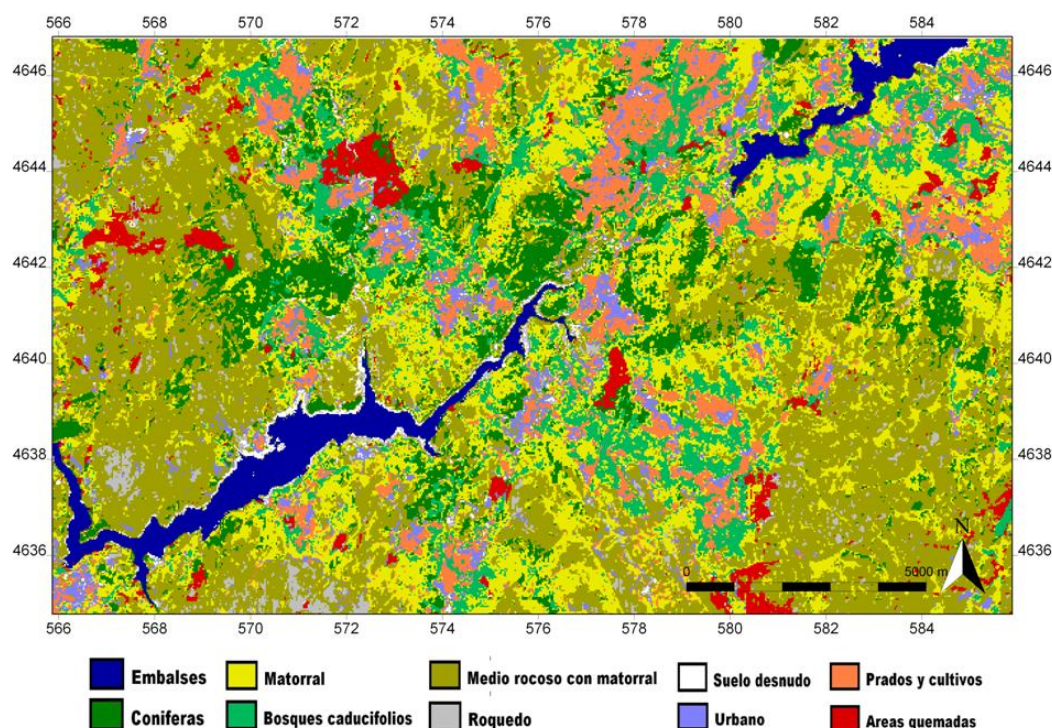 566 568 570 572 574 576 578 580 582 584
4646 4646
4644 4644
4642 4642
4640 4640
4638 4638
4636 4636
N
0 5000 m
566 568 570 572 574 576 578 580 582 584
Embalses Matorral Medio rocoso con matorral Suelo desnudo Prados y cultivos
Coniferas Bosques caducifolios Roquedo Urbano Areas quemadas